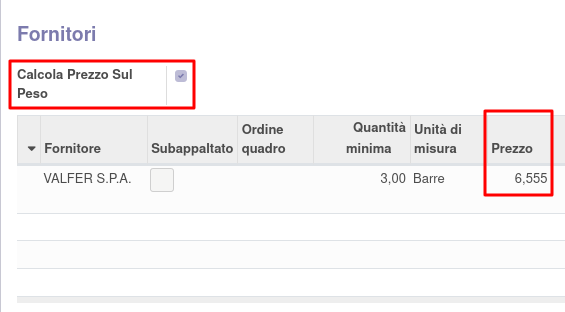 Fornitori
Calcola Prezzo Sul
Peso
Fornitore Subappaltato Ordine quadro Quantità minima Unità di misura Prezzo
VALFER S.P.A. 3,00 Barre 6,555